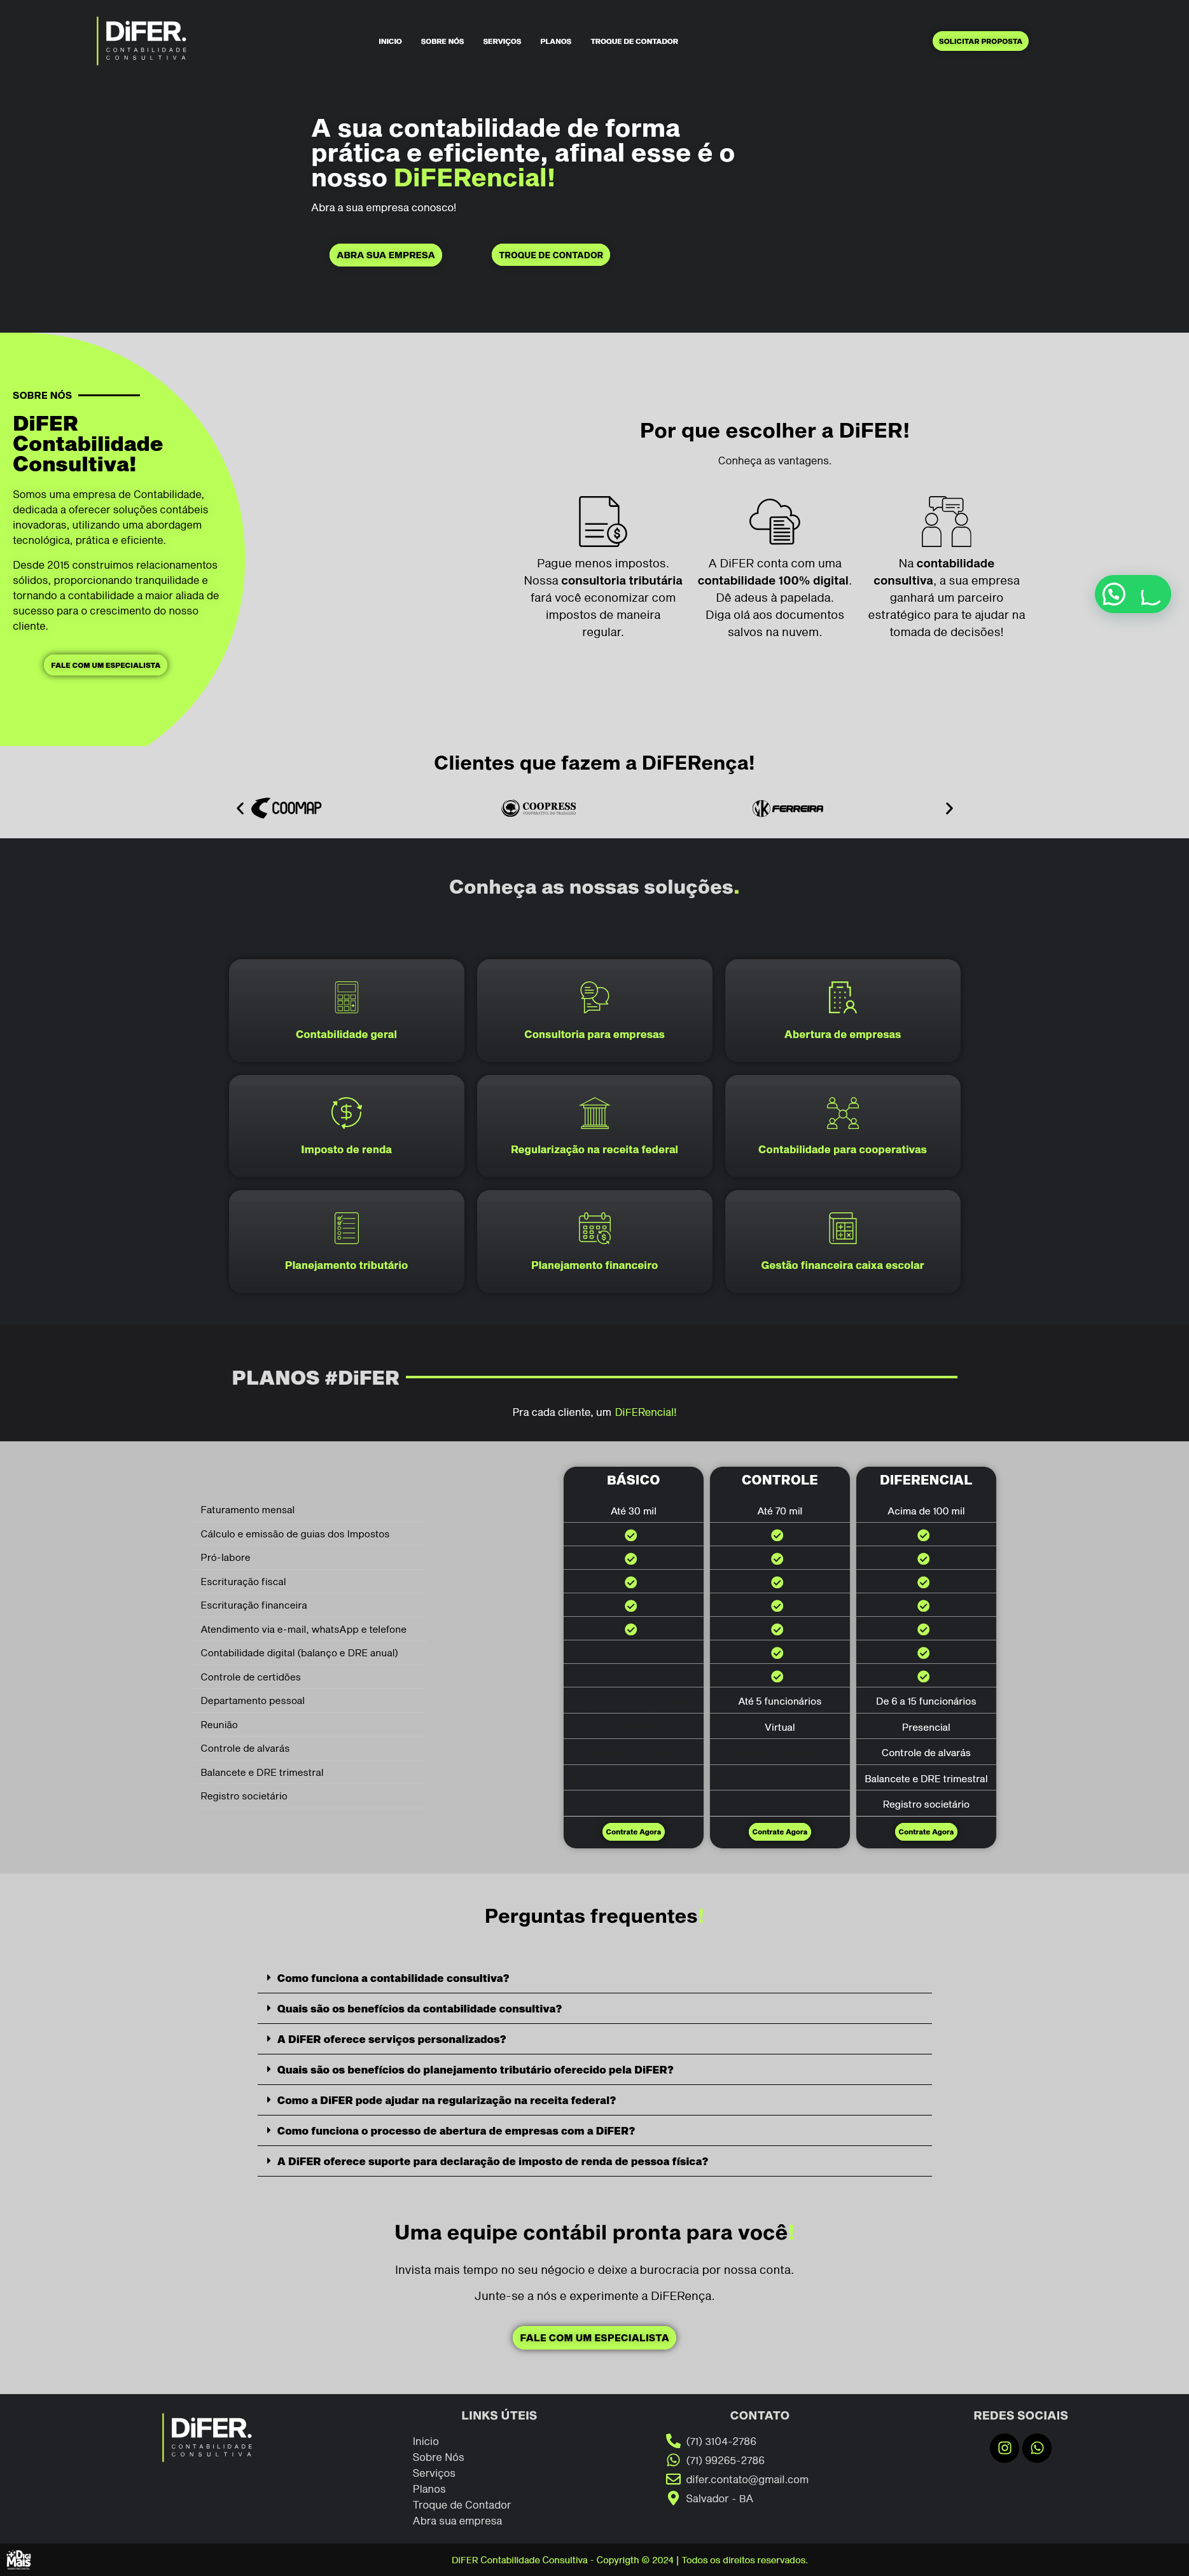 DiFER.
CONTABILIDADE
CONSULTIVA
INICIO
SOBRE NÓS
SERVIÇOS
PLANOS
TROQUE DE CONTADOR
SOLICITAR PROPOSTA
A sua contabilidade de forma
prática e eficiente, afinal esse é o
nosso DiFERencial!
Abra a sua empresa conosco!
ABRA SUA EMPRESA
TROQUE DE CONTADOR
SOBRE NÓS
DiFER
Contabilidade
Consultiva!
Somos uma empresa de Contabilidade,
dedicada a oferecer soluções contábeis
inovadoras, utilizando uma abordagem
tecnológica, prática e eficiente.
Desde 2015 construimos relacionamentos
sólidos, proporcionando tranquilidade e
tornando a contabilidade a maior aliada de
sucesso para o crescimento do nosso
cliente.
FALE COM UM ESPECIALISTA
Por que escolher a DiFER!
Conheça as vantagens.
Pague menos impostos.
Nossa consultoria tributária
fará você economizar com
impostos de maneira
regular.
A DiFER conta com uma
contabilidade 100% digital.
Dê adeus à papelada.
Diga olá aos documentos
salvos na nuvem.
Na contabilidade
consultiva, a sua empresa
ganhará um parceiro
estratégico para te ajudar na
tomada de decisões!
Clientes que fazem a DiFERença!
COOMAP
COOPRESS
COOPERATIVA DO TRABALHO
MK FERREIRA
Conheça as nossas soluções.
Contabilidade geral
Consultoria para empresas
Abertura de empresas
Imposto de renda
Regularização na receita federal
Contabilidade para cooperativas
Planejamento tributário
Planejamento financeiro
Gestão financeira caixa escolar
PLANOS #DiFER
Pra cada cliente, um DiFERencial!
Faturamento mensal
Cálculo e emissão de guias dos Impostos
Pró-labore
Escrituração fiscal
Escrituração financeira
Atendimento via e-mail, whatsApp e telefone
Contabilidade digital (balanço e DRE anual)
Controle de certidões
Departamento pessoal
Reunião
Controle de alvarás
Balancete e DRE trimestral
Registro societário
BÁSICO
Até 30 mil
Contrate Agora
CONTROLE
Até 70 mil
Até 5 funcionários
Virtual
Contrate Agora
DIFERENCIAL
Acima de 100 mil
De 6 a 15 funcionários
Presencial
Controle de alvarás
Balancete e DRE trimestral
Registro societário
Contrate Agora
Perguntas frequentes!
Como funciona a contabilidade consultiva?
Quais são os benefícios da contabilidade consultiva?
A DiFER oferece serviços personalizados?
Quais são os benefícios do planejamento tributário oferecido pela DiFER?
Como a DiFER pode ajudar na regularização na receita federal?
Como funciona o processo de abertura de empresas com a DiFER?
A DiFER oferece suporte para declaração de imposto de renda de pessoa física?
Uma equipe contábil pronta para você!
Invista mais tempo no seu négocio e deixe a burocracia por nossa conta.
Junte-se a nós e experimente a DiFERença.
FALE COM UM ESPECIALISTA
DiFER.
CONTABILIDADE
CONSULTIVA
LINKS ÚTEIS
Inicio
Sobre Nós
Serviços
Planos
Troque de Contador
Abra sua empresa
CONTATO
(71) 3104-2786
(71) 99265-2786
difer.contato@gmail.com
Salvador - BA
REDES SOCIAIS
Digi
Mais
DiFER Contabilidade Consultiva - Copyrigth © 2024 | Todos os direitos reservados.